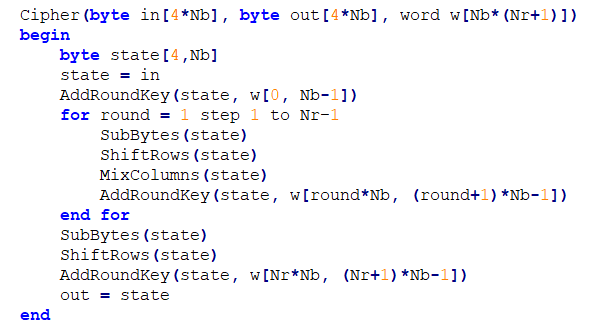 Cipher(byte in[4*Nb], byte out[4*Nb], word w[Nb*(Nr+1)])
begin
    byte state[4,Nb]
    state = in
    AddRoundKey(state, w[0, Nb-1])
    for round = 1 step 1 to Nr-1
        SubBytes(state)
        ShiftRows(state)
        MixColumns(state)
        AddRoundKey(state, w[round*Nb, (round+1)*Nb-1])
    end for
    SubBytes(state)
    ShiftRows(state)
    AddRoundKey(state, w[Nr*Nb, (Nr+1)*Nb-1])
    out = state
end